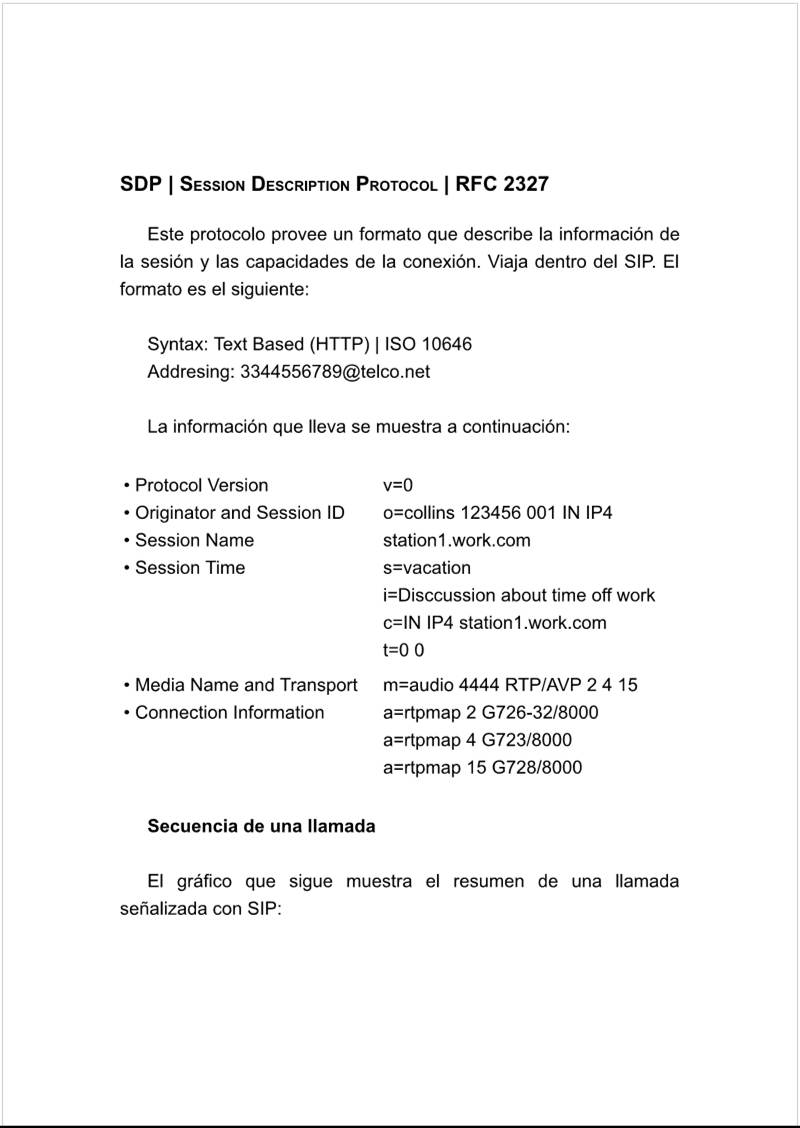 SDP | Session Description Protocol | RFC 2327
Este protocolo provee un formato que describe la información de
la sesión y las capacidades de la conexión. Viaja dentro del SIP. El
formato es el siguiente:
Syntax: Text Based (HTTP) | ISO 10646
Addresing: 3344556789@telco.net
La información que lleva se muestra a continuación:
• Protocol Version v=0
• Originator and Session ID o=collins 123456 001 IN IP4
• Session Name station1.work.com
• Session Time s=vacation
i=Disccussion about time off work
c=IN IP4 station1.work.com
t=0 0
• Media Name and Transport m=audio 4444 RTP/AVP 2 4 15
• Connection Information a=rtpmap 2 G726-32/8000
a=rtpmap 4 G723/8000
a=rtpmap 15 G728/8000
Secuencia de una llamada
El gráfico que sigue muestra el resumen de una llamada
señalizada con SIP: